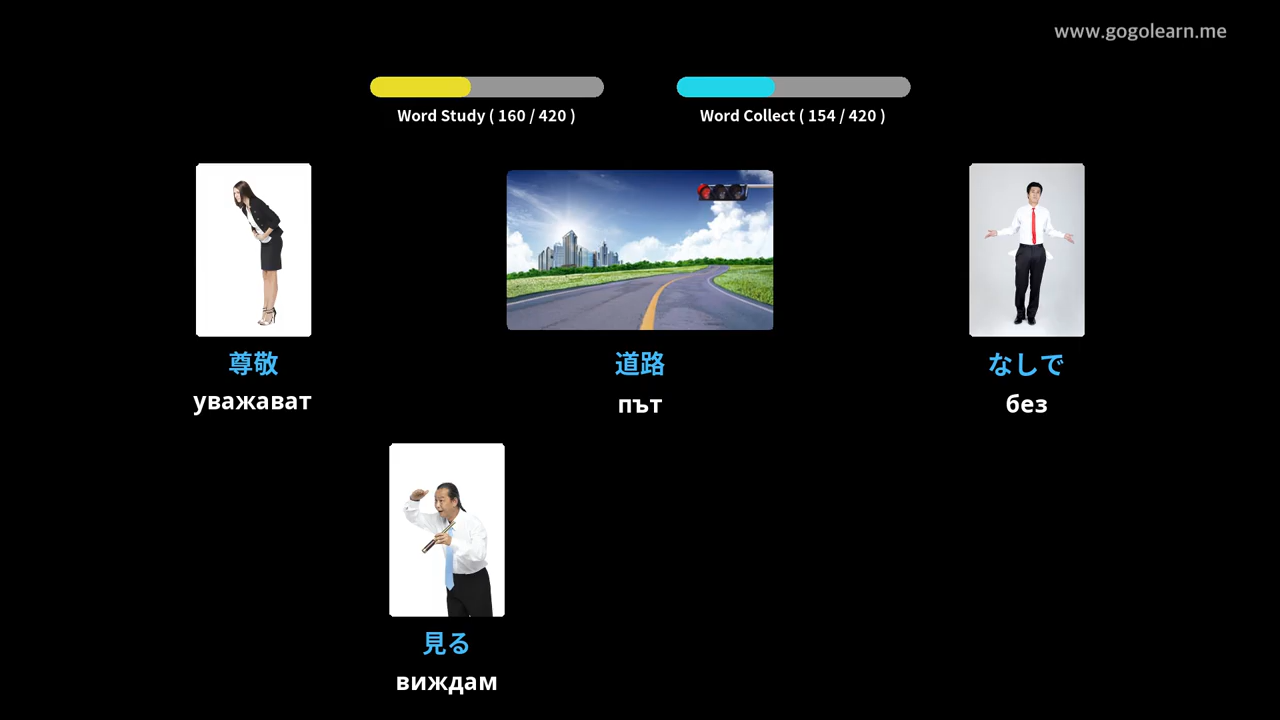 www.gogolearn.me
Word Study ( 160 / 420 )
Word Collect ( 154 / 420 )
尊敬
уважават
道路
път
なしで
без
見る
виждам